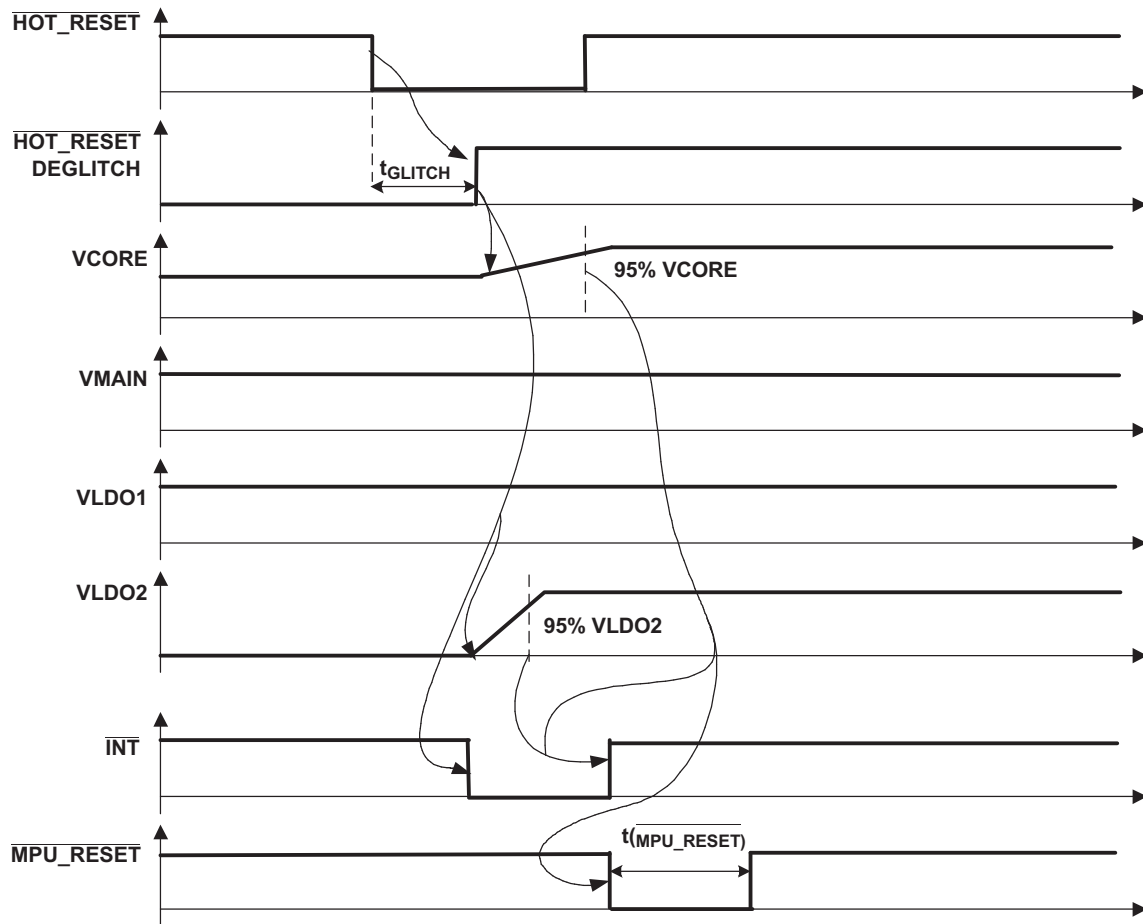 HOT_RESET
HOT_RESET
DEGLITCH
tGLITCH
VCORE
95% VCORE
VMAIN
VLDO1
VLDO2
95% VLDO2
INT
MPU_RESET
t(MPU_RESET)